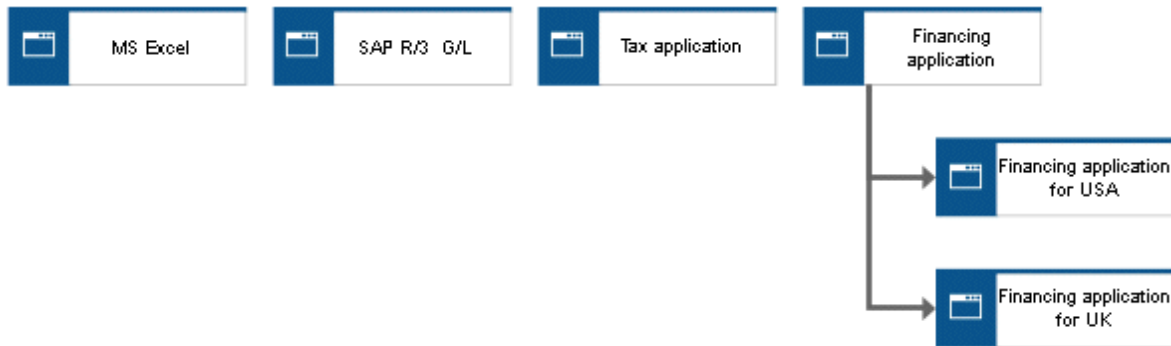 MS Excel
SAP R/3 G/L
Tax application
Financing
application
Financing application
for USA
Financing application
for UK